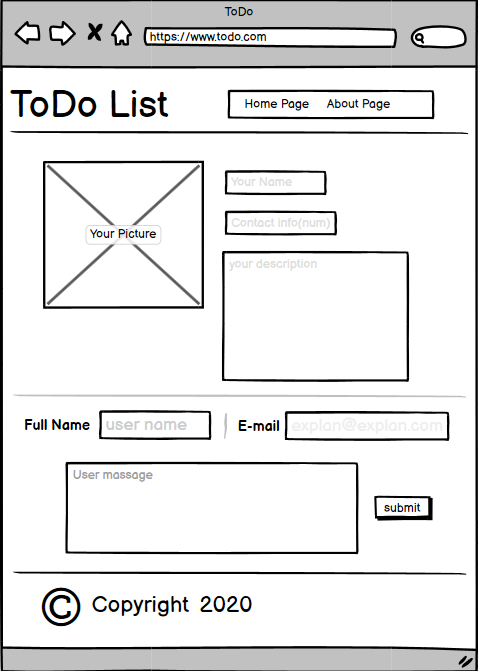 ToDo
https://www.todo.com
ToDo List
Home Page About Page
Your Name
Your Picture
Contact info(num)
your description
Full Name user name E-mail explan@explan.com
User massage
submit
© Copyright 2020